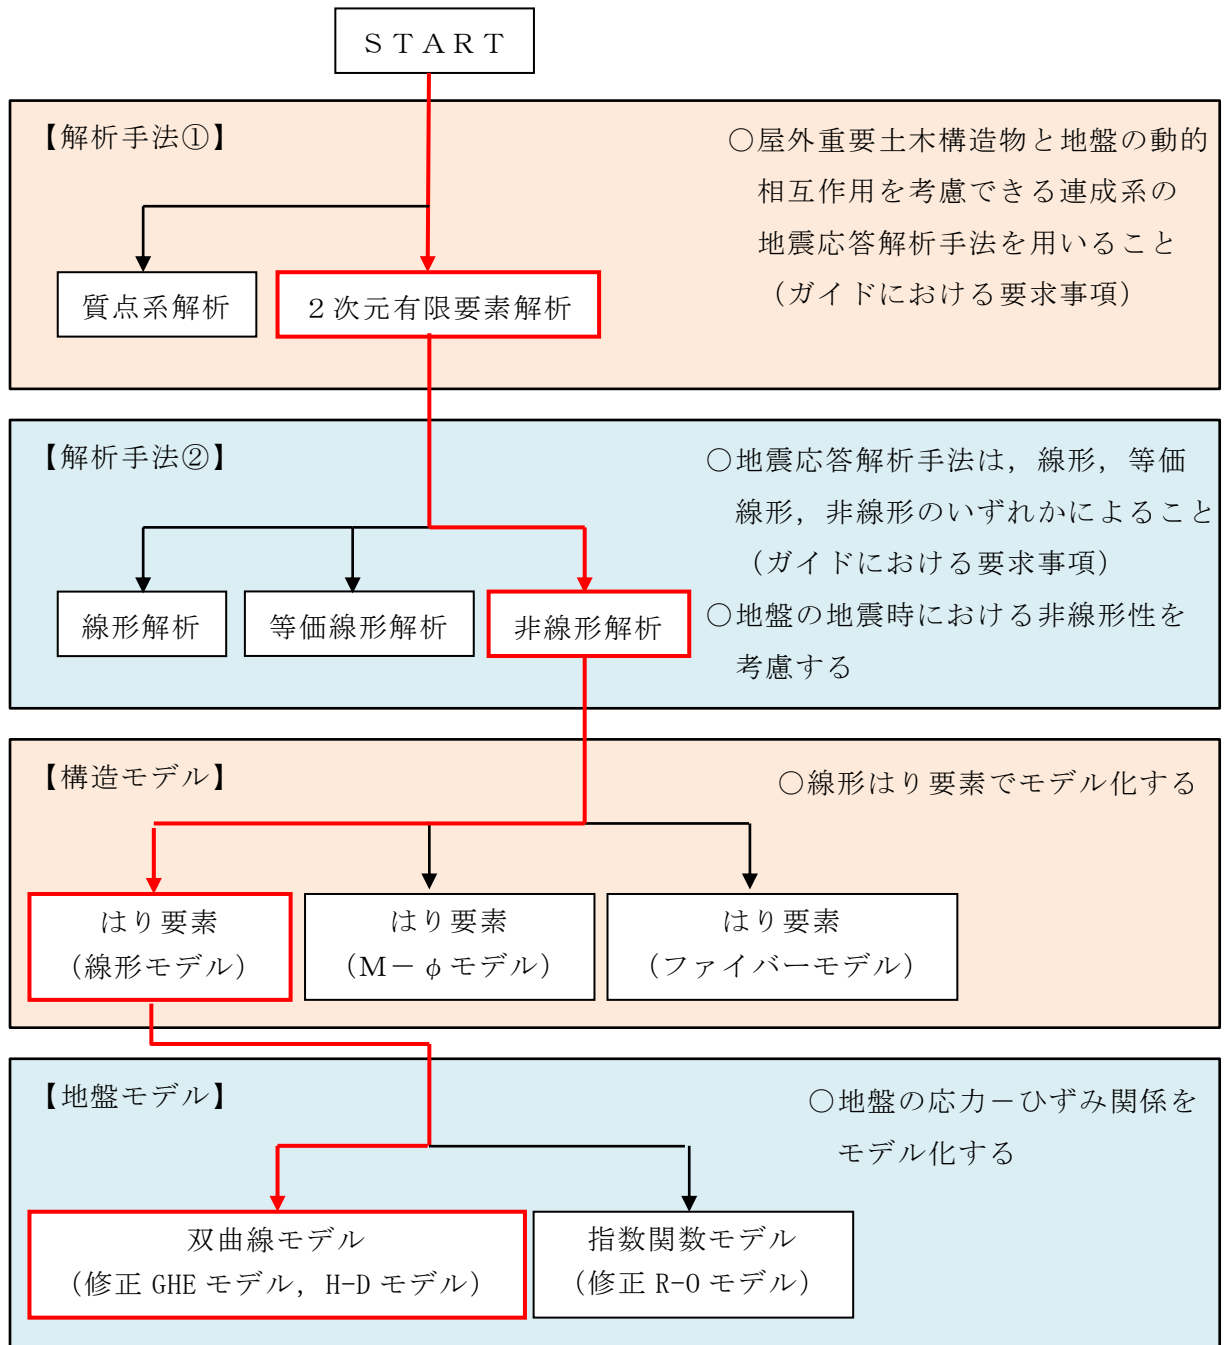 ＳＴＡＲＴ
【解析手法①】
○屋外重要土木構造物と地盤の動的
相互作用を考慮できる連成系の
地震応答解析手法を用いること
（ガイドにおける要求事項）
質点系解析
２次元有限要素解析
【解析手法②】
○地震応答解析手法は，線形，等価
線形，非線形のいずれかによること
（ガイドにおける要求事項）
○地盤の地震時における非線形性を
考慮する
線形解析
等価線形解析
非線形解析
【構造モデル】
○線形はり要素でモデル化する
はり要素
（線形モデル）
はり要素
（Ｍ－φモデル）
はり要素
（ファイバーモデル）
【地盤モデル】
○地盤の応力－ひずみ関係を
モデル化する
双曲線モデル
（修正 GHE モデル，H-D モデル）
指数関数モデル
（修正 R-O モデル）